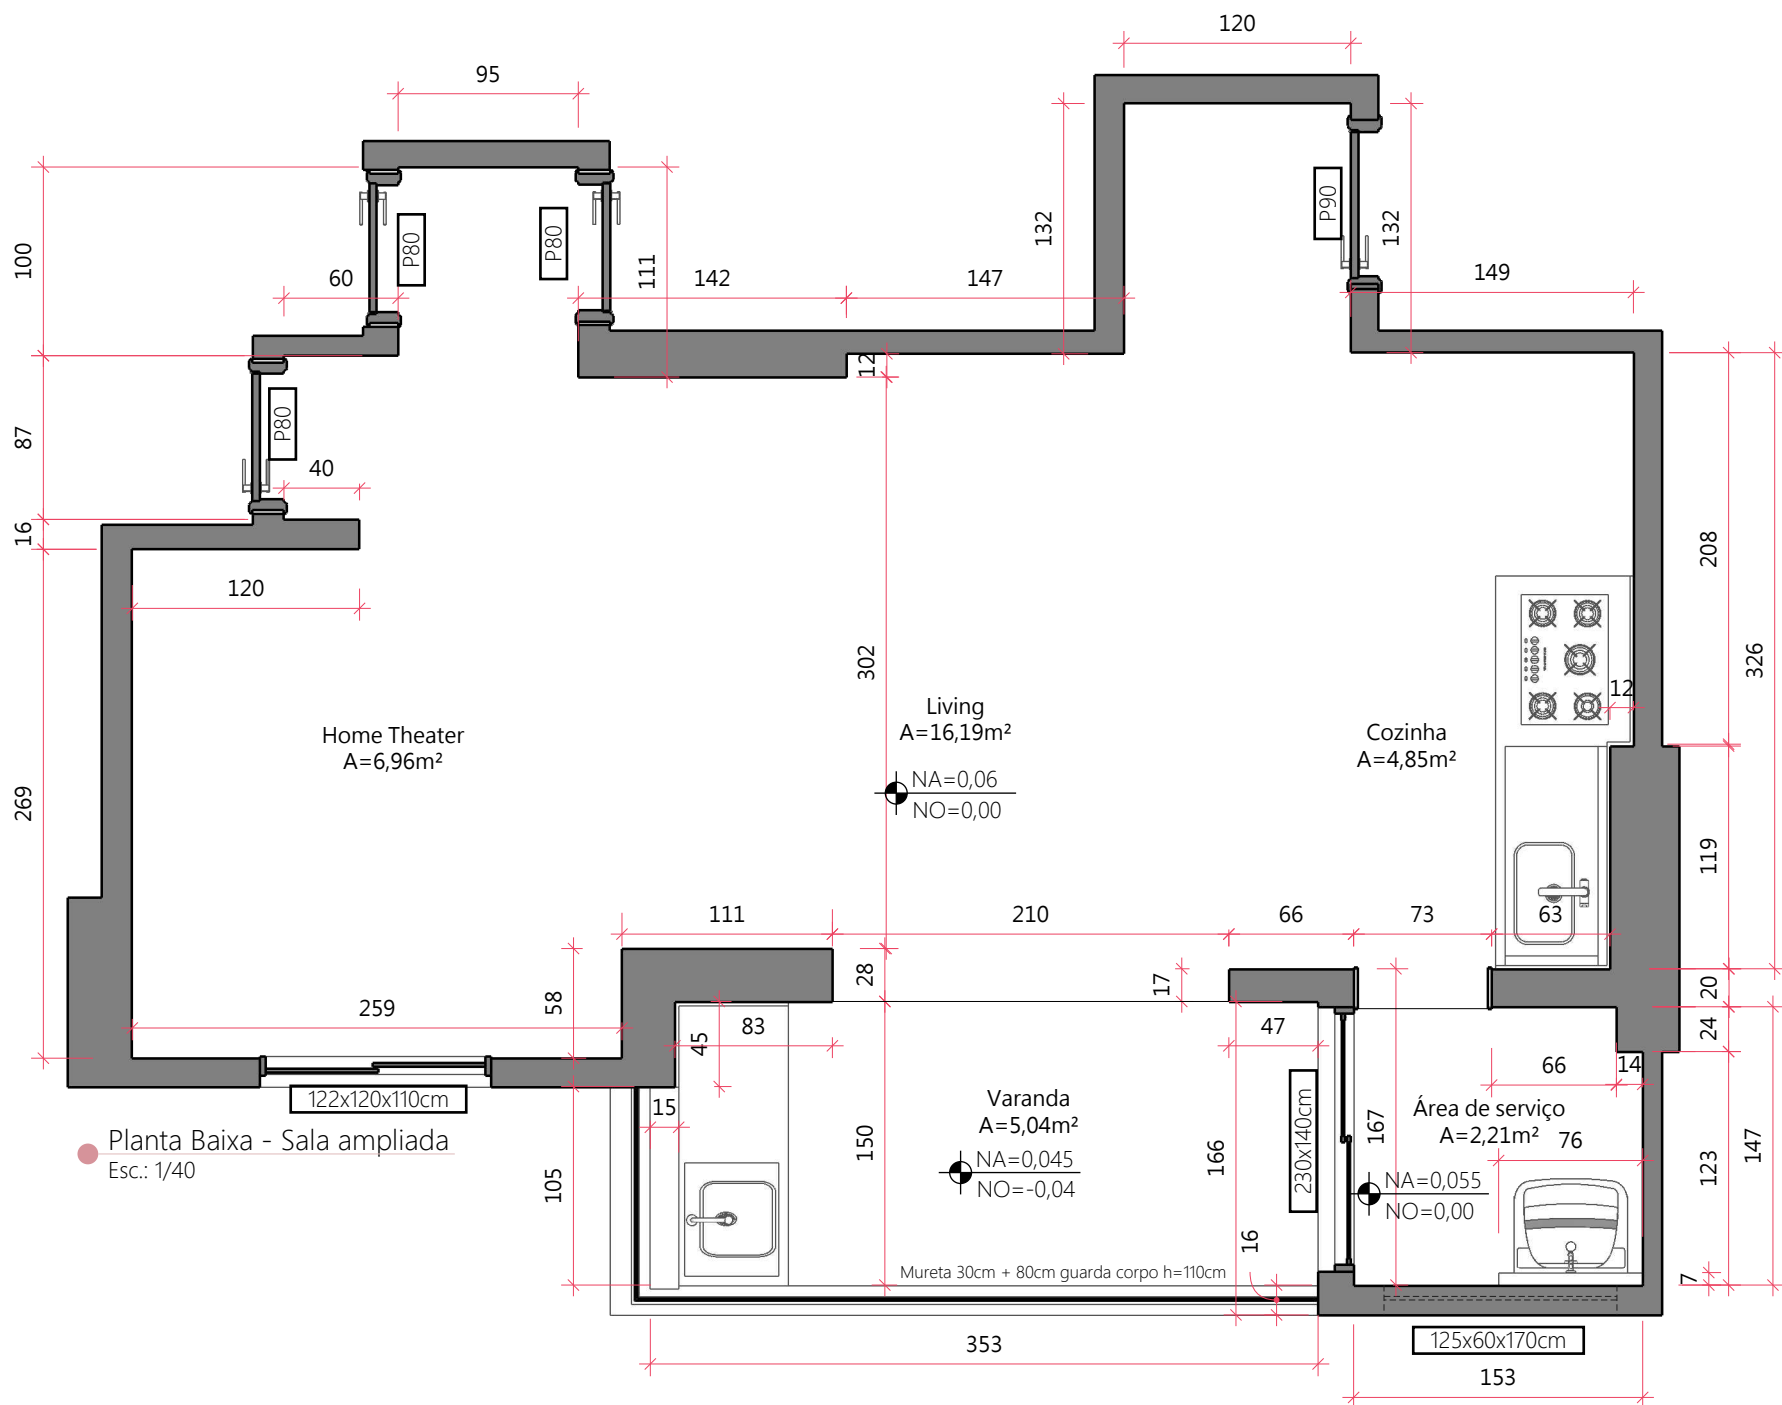 120
95
132
P90
132
100
P80
P80
111
60
142
147
149
12
87
P80
40
16
208
120
302
326
12
Living
A=16,19m²
Home Theater
A=6,96m²
Cozinha
A=4,85m²
NA=0,06
NO=0,00
269
119
111
210
66
73
63
28
17
20
58
259
83
45
47
24
66
14
122x120x110cm
15
Varanda
A=5,04m²
230x140cm
167
Área de serviço
A=2,21m²
76
147
Planta Baixa - Sala ampliada
Esc.: 1/40
105
150
NA=0,045
NO=-0,04
166
NA=0,055
NO=0,00
123
16
Mureta 30cm + 80cm guarda corpo h=110cm
7
353
125x60x170cm
153